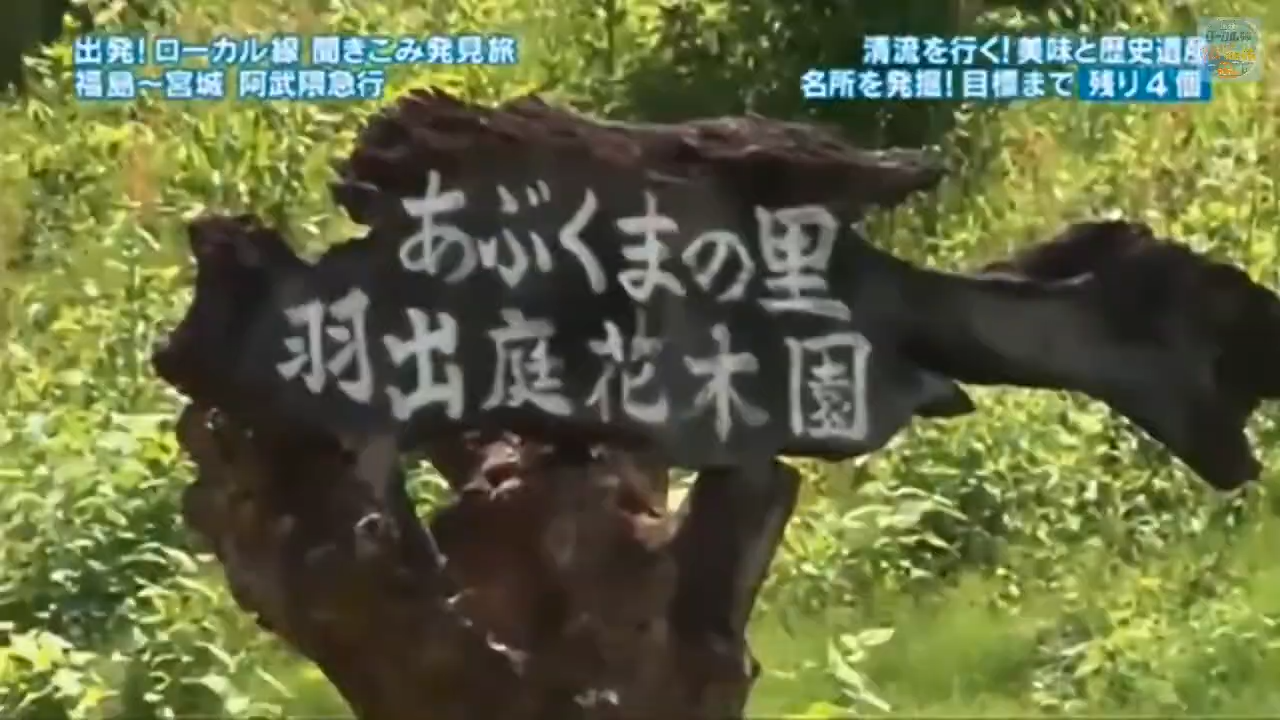 出発!ローカル線 聞きこみ発見旅
福島～宮城 阿武隈急行
清流を行く!美味と歴史遺産
名所を発掘!目標まで 残り4個
あぶくまの里
羽出庭花木園